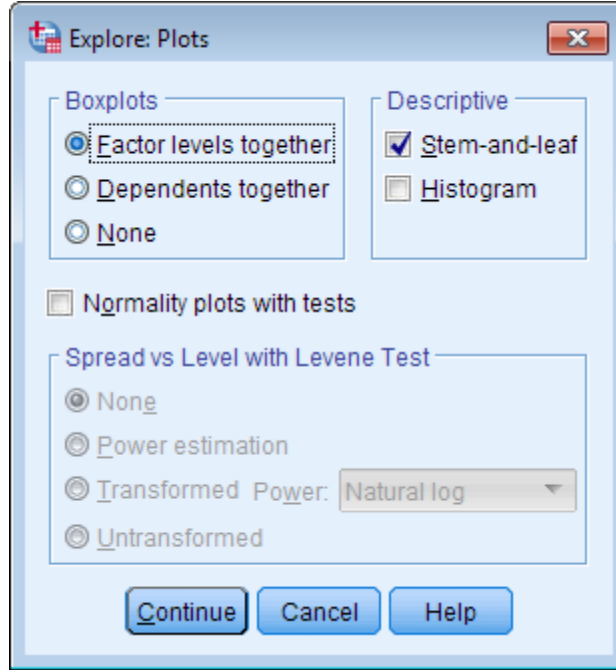 Explore: Plots
Boxplots
Factor levels together
Dependents together
None
Descriptive
Stem-and-leaf
Histogram
Normality plots with tests
Spread vs Level with Levene Test
None
Power estimation
Transformed Power: Natural log
Untransformed
Continue Cancel Help